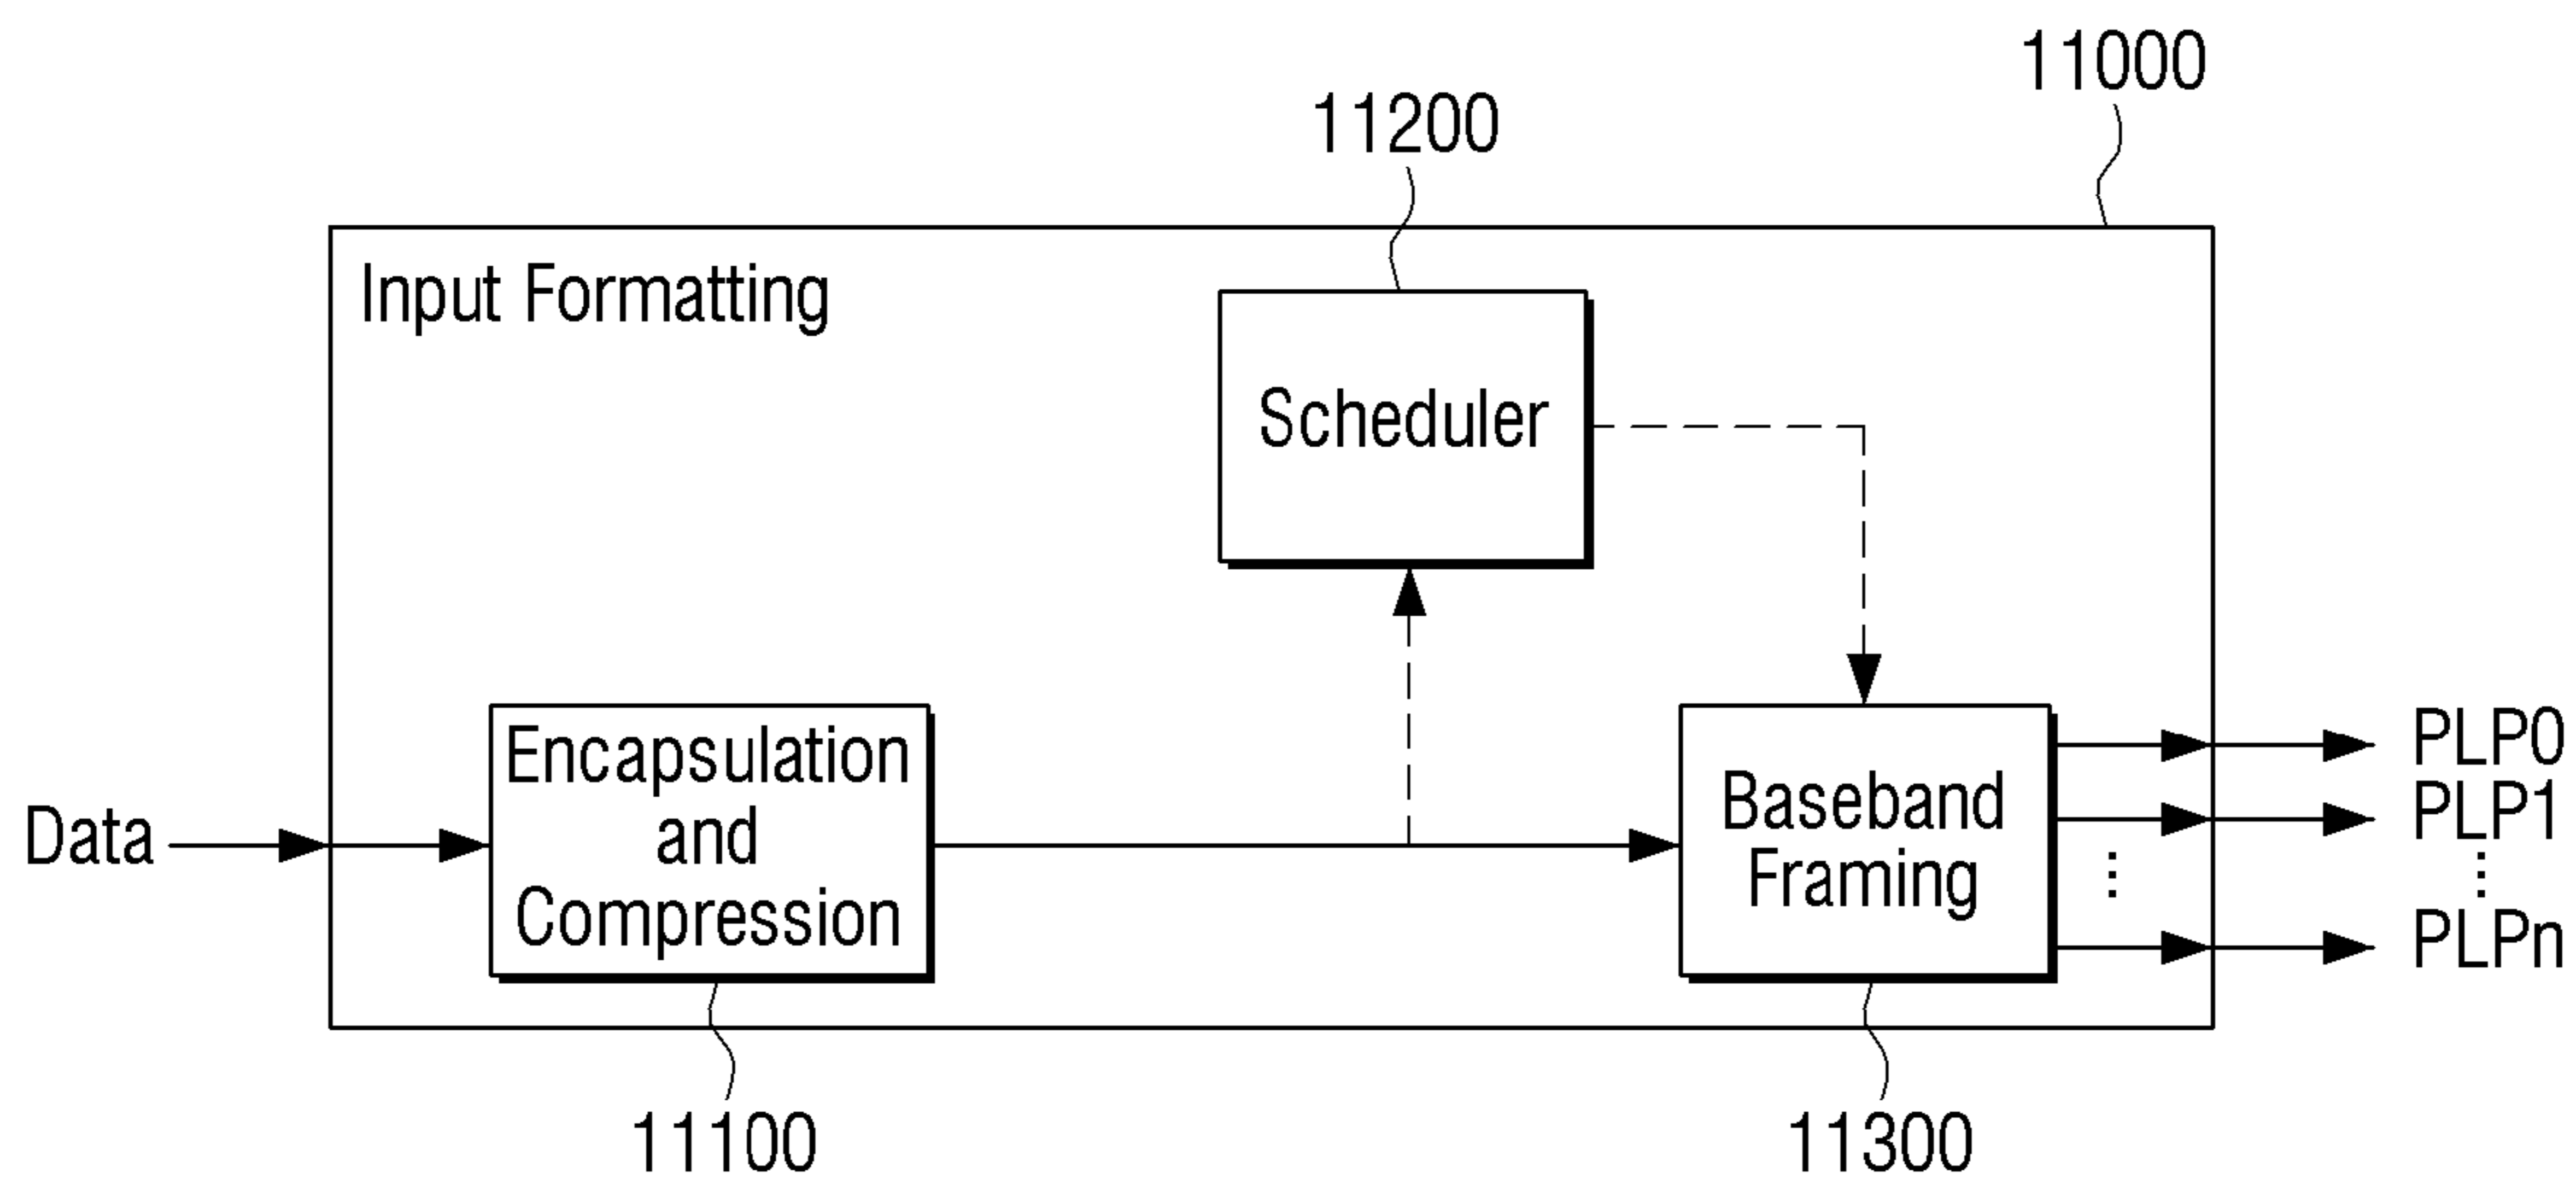 11000
11200
Input Formatting
Scheduler
Data
Encapsulation
and
Compression
Baseband
Framing
PLP0
PLP1
⋮
⋮
PLPn
11100
11300